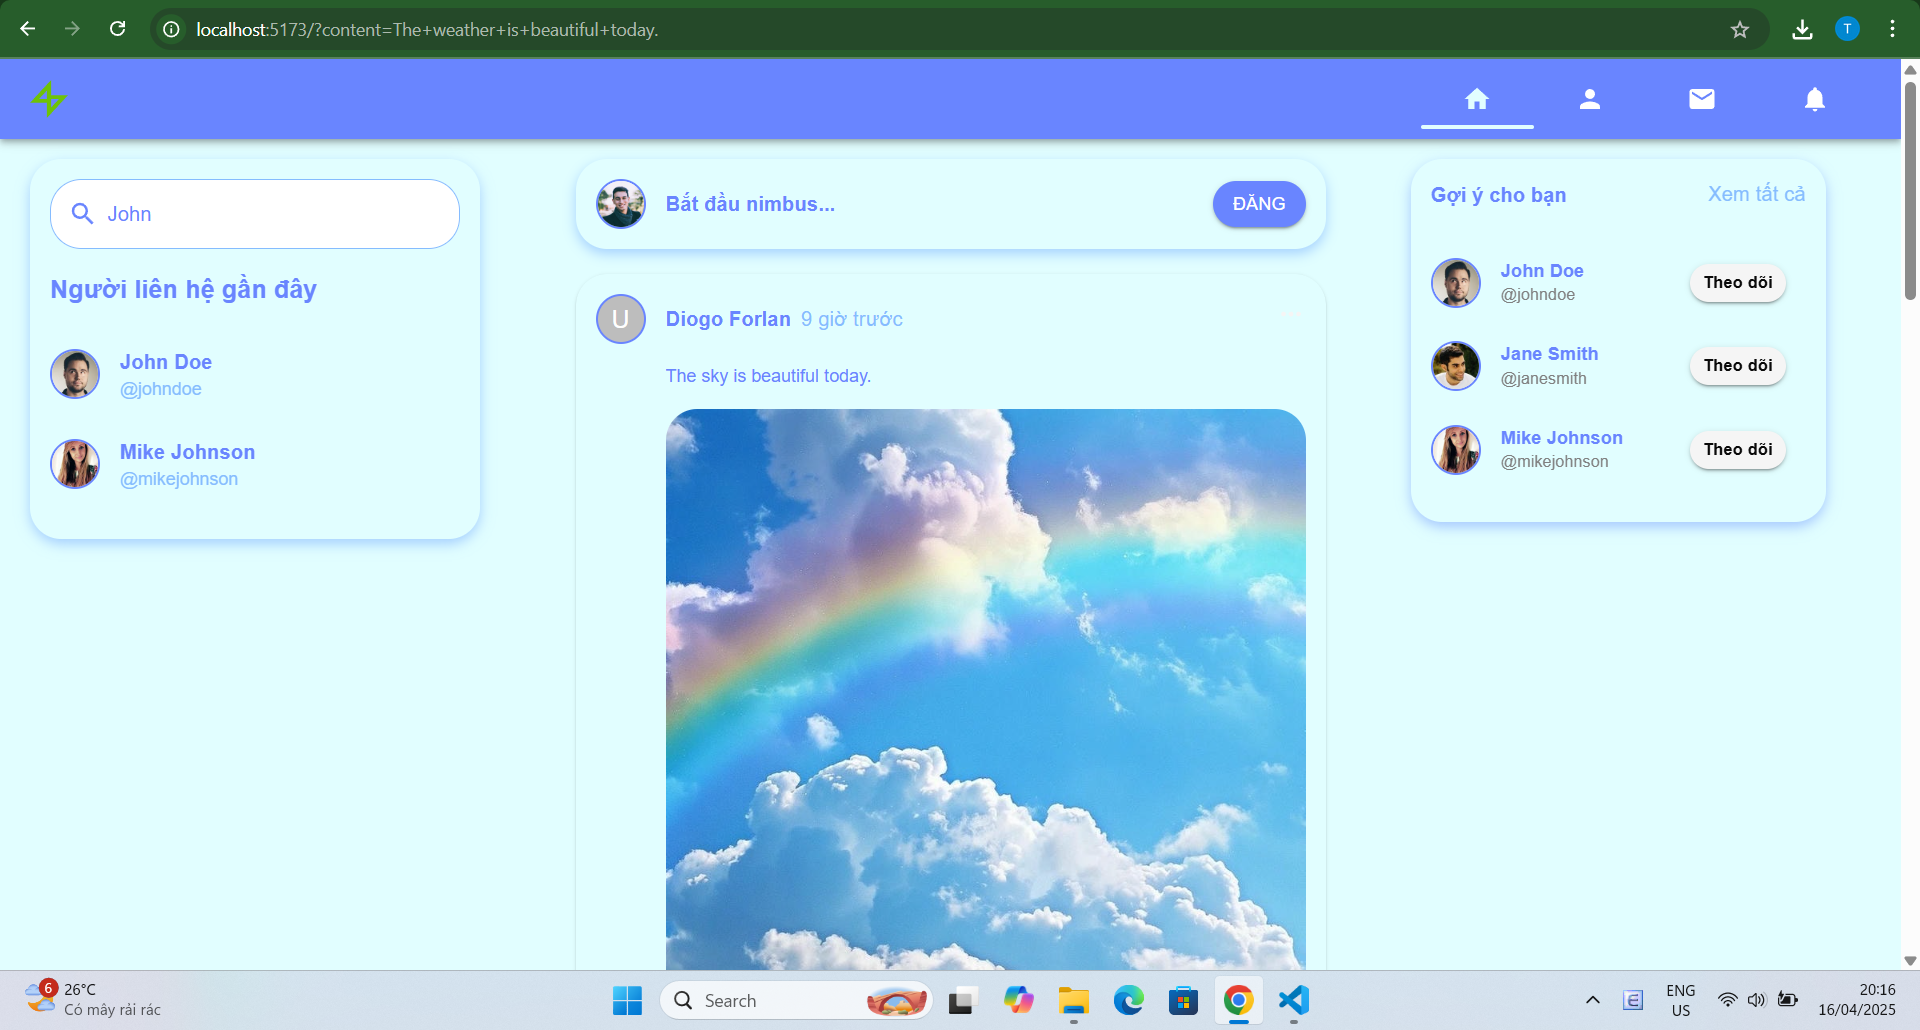 localhost:5173/?content=The+weather+is+beautiful+today.
T
John
Người liên hệ gần đây
John Doe
@johndoe
Mike Johnson
@mikejohnson
Bắt đầu nimbus...
ĐĂNG
U
Diogo Forlan 9 giờ trước
The sky is beautiful today.
Gợi ý cho bạn
Xem tất cả
John Doe
@johndoe
Theo dõi
Jane Smith
@janesmith
Theo dõi
Mike Johnson
@mikejohnson
Theo dõi
6
26°C
Có mây rải rác
Search
E
ENG
US
20:16
16/04/2025